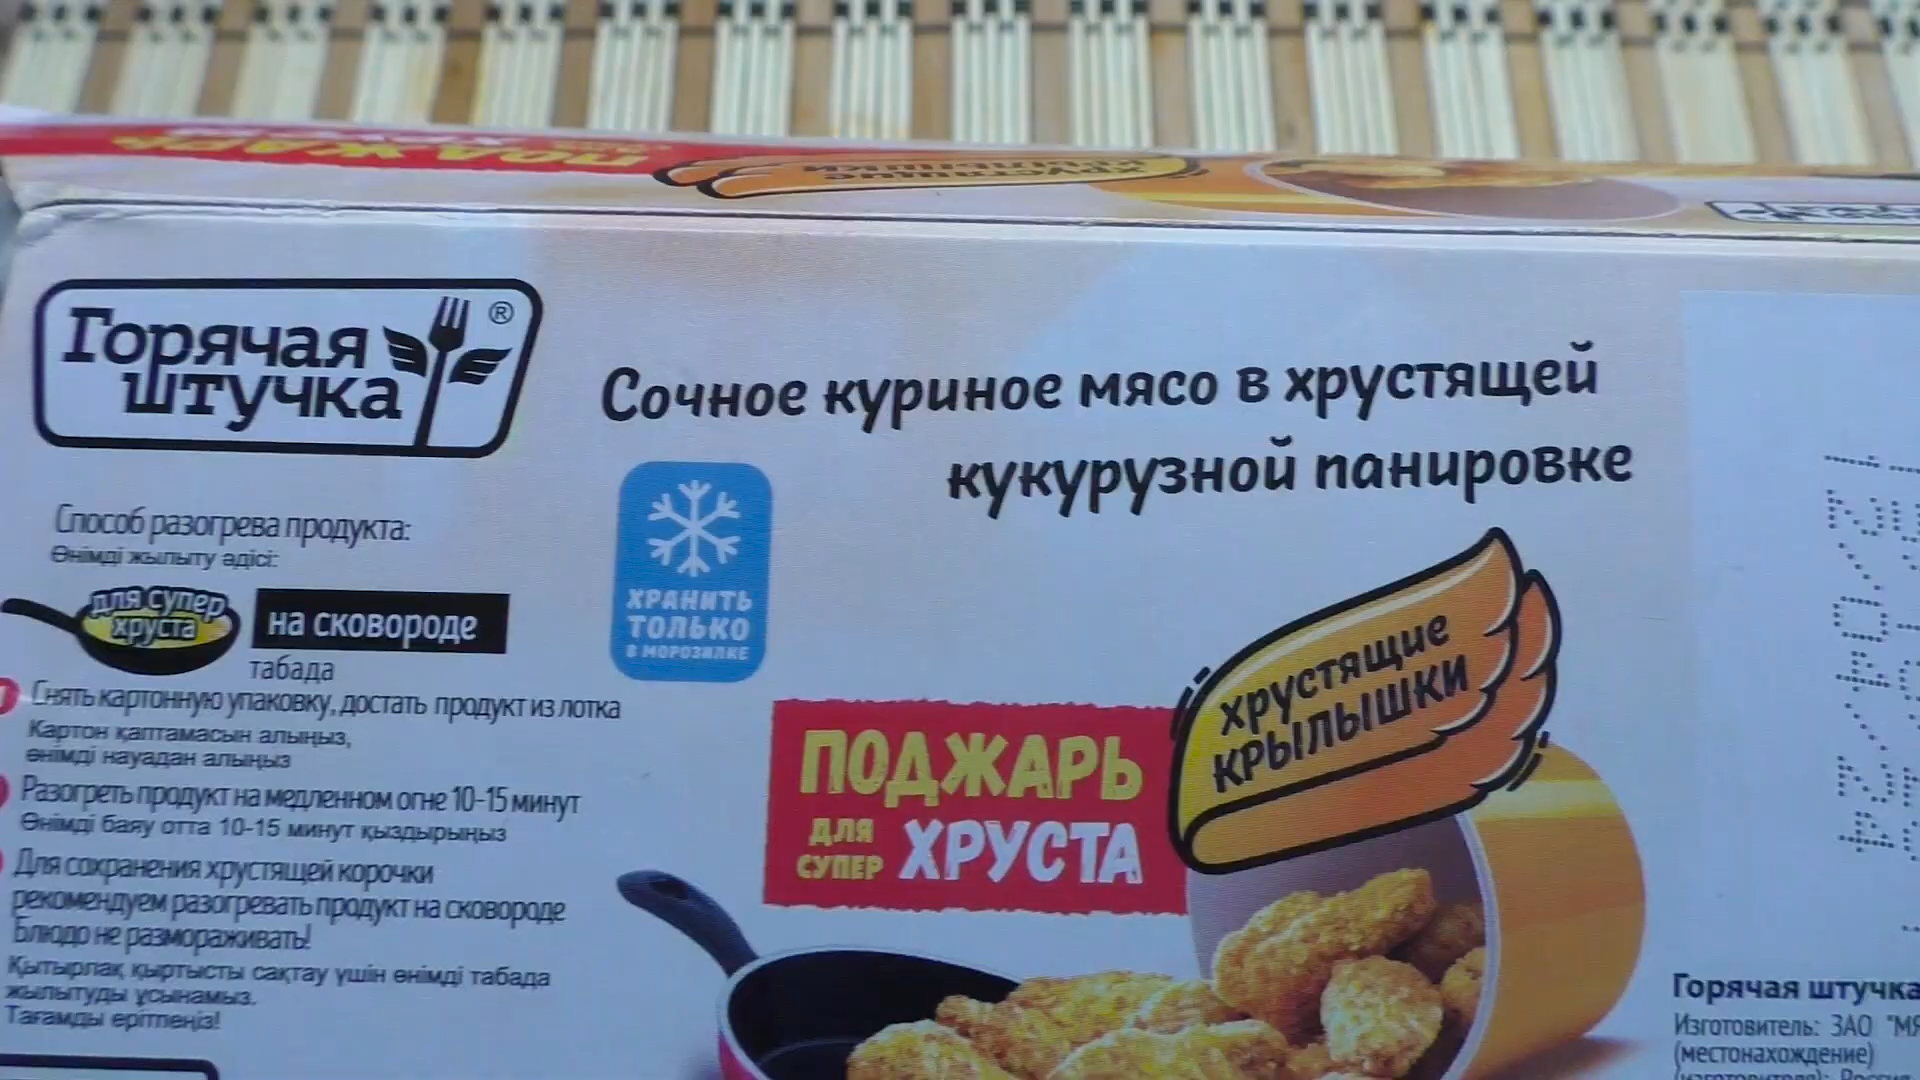 ПОДЖАРЬ
хрустящие
крылышки
Горячая
штучка
®
Сочное куриное мясо в хрустящей
кукурузной панировке
Способ разогрева продукта:
Өнімді жылыту әдісі:
для супер
хруста
на сковороде
табада
Снять картонную упаковку, достать продукт из лотка
Картон қаптамасын алыңыз,
өнімді науадан алыңыз
Разогреть продукт на медленном огне 10-15 минут
Өнімді баяу отта 10-15 минут қыздырыңыз
Для сохранения хрустящей корочки
рекомендуем разогревать продукт на сковороде
Блюдо не размораживать!
Қытырлақ қыртысты сақтау үшін өнімді табада
жылытуды ұсынамыз.
Тағамды ерітпеңіз!
ХРАНИТЬ
ТОЛЬКО
В МОРОЗИЛКЕ
ПОДЖАРЬ
ДЛЯ
СУПЕР
ХРУСТА
хрустящие
крылышки
Горячая штучка
Изготовитель: ЗАО "МЯ
(местонахождение)